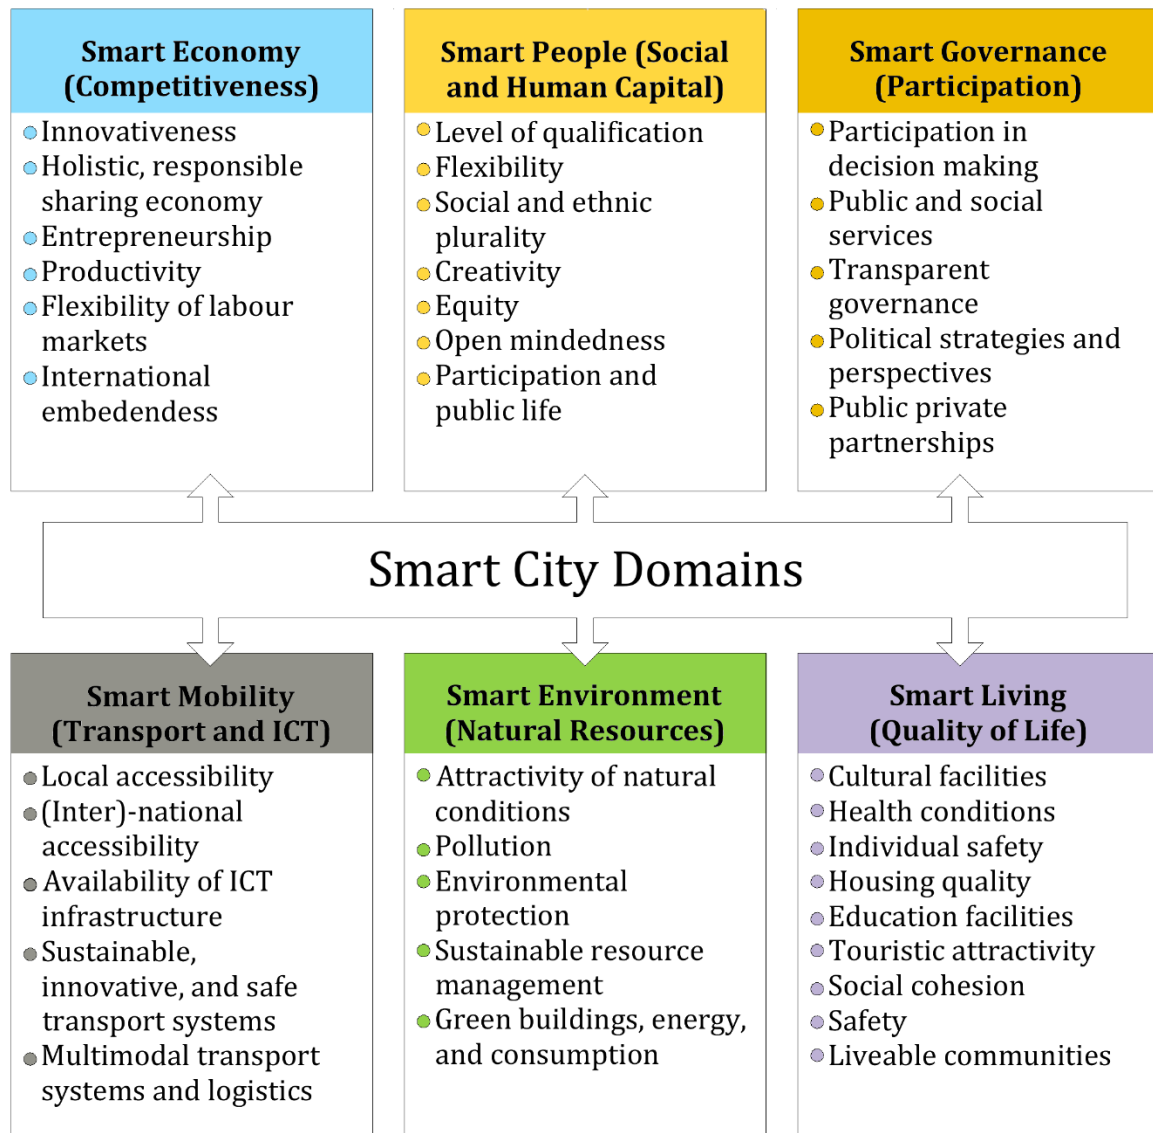 Smart Economy
(Competitiveness)
Innovativeness
Holistic, responsible
sharing economy
Entrepreneurship
Productivity
Flexibility of labour
markets
International
embedendess
Smart People (Social
and Human Capital)
Level of qualification
Flexibility
Social and ethnic
plurality
Creativity
Equity
Open mindedness
Participation and
public life
Smart Governance
(Participation)
Participation in
decision making
Public and social
services
Transparent
governance
Political strategies and
perspectives
Public private
partnerships
Smart City Domains
Smart Mobility
(Transport and ICT)
Local accessibility
(Inter)-national
accessibility
Availability of ICT
infrastructure
Sustainable,
innovative, and safe
transport systems
Multimodal transport
systems and logistics
Smart Environment
(Natural Resources)
Attractivity of natural
conditions
Pollution
Environmental
protection
Sustainable resource
management
Green buildings, energy,
and consumption
Smart Living
(Quality of Life)
Cultural facilities
Health conditions
Individual safety
Housing quality
Education facilities
Touristic attractivity
Social cohesion
Safety
Liveable communities